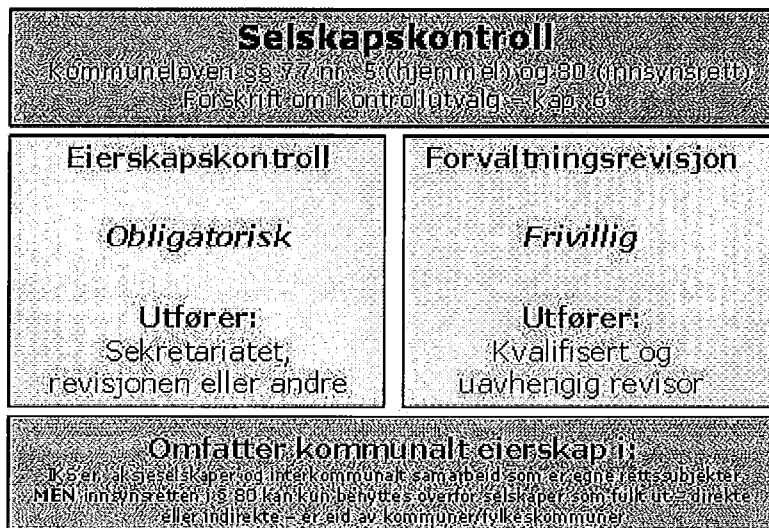 Selskapskontroll
Kommuneloven §§ 77 nr. 5 (hjemmel) og 80 (innsynsrett)
Forskrift om kontrollutvalg – kap. 6
Eierskapskontroll
Obligatorisk
Utfører:
Sekretariatet,
revisjonen eller andre
Forvaltningsrevisjon
Frivillig
Utfører:
Kvalifisert og
uavhengig revisor
Omfatter kommunalt eierskap i:
IKSer, aksjeselskaper og interkommunalt samarbeid som er egne rettssubjekter
MEN innsynsretten i § 80 kan kun benyttes overfor selskaper som fullt ut – direkte
eller indirekte – er eid av kommuner/fylkeskommuner